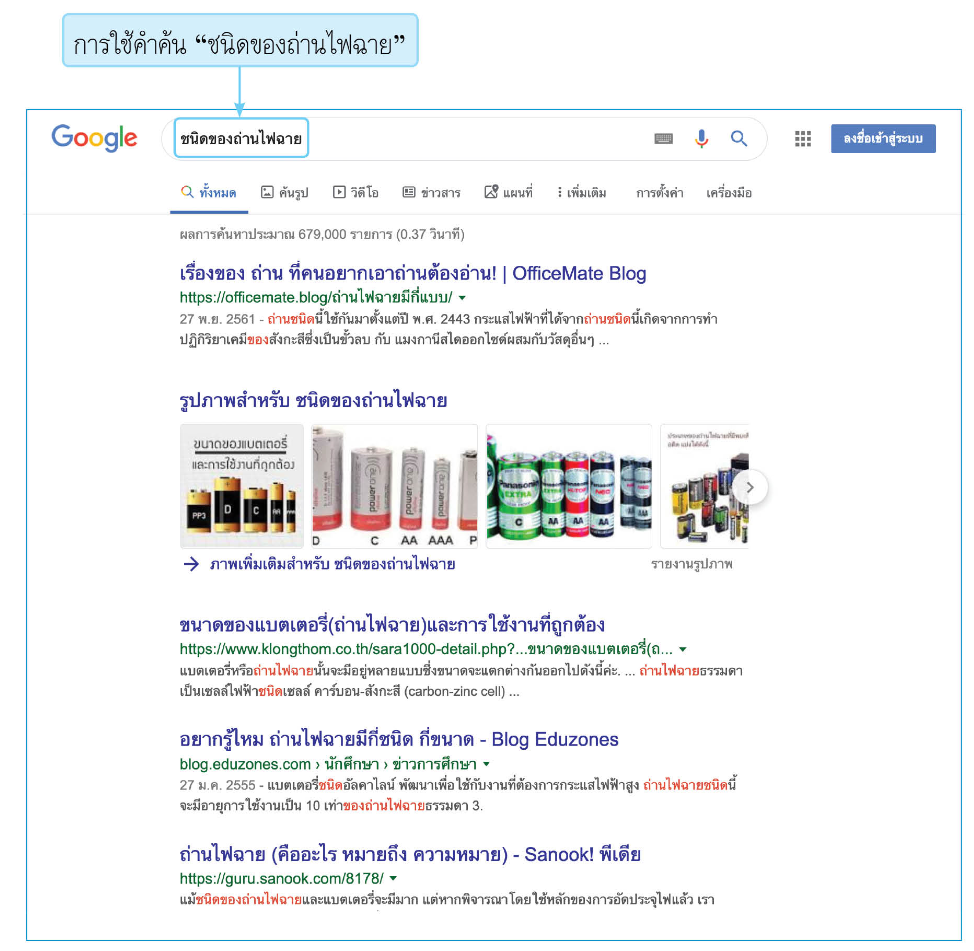 การใช้คำค้น “ชนิดของถ่านไฟฉาย”
Google
ชนิดของถ่านไฟฉาย
ลงชื่อเข้าสู่ระบบ
ทั้งหมด ค้นรูป วิดีโอ ข่าวสาร แผนที่ เพิ่มเติม การตั้งค่า เครื่องมือ
ผลการค้นหาประมาณ 679,000 รายการ (0.37 วินาที)
เรื่องของ ถ่าน ที่คนอยากเอาถ่านต้องอ่าน! | OfficeMate Blog
https://officemate.blog/ถ่านไฟฉายมีกี่แบบ/
27 พ.ย. 2561 - ถ่านชนิดนี้ใช้กันมาตั้งแต่ปี พ.ศ. 2443 กระแสไฟฟ้าที่ได้จากถ่านชนิดนี้เกิดจากการทำ
ปฏิกิริยาเคมีของสังกะสีซึ่งเป็นขั้วลบ กับ แมงกานีสไดออกไซด์ผสมกับวัสดุอื่นๆ ...
รูปภาพสำหรับ ชนิดของถ่านไฟฉาย
ขนาดของแบตเตอรี่
และการใช้งานที่ถูกต้อง
PP3 D C AA
powerone powerone powerone
D C AA AAA P
Panasonic Panasonic Panasonic
EXTRA HI-TOP NEO
C AA AA AA
→ ภาพเพิ่มเติมสำหรับ ชนิดของถ่านไฟฉาย
รายงานรูปภาพ
ขนาดของแบตเตอรี่(ถ่านไฟฉาย)และการใช้งานที่ถูกต้อง
https://www.klongthom.co.th/sara1000-detail.php?...ขนาดของแบตเตอรี่(ถ...
แบตเตอรี่หรือถ่านไฟฉายนั้นจะมีอยู่หลายแบบซึ่งขนาดจะแตกต่างกันออกไปดังนี้ค่ะ. ... ถ่านไฟฉายธรรมดา
เป็นเซลล์ไฟฟ้าชนิดเซลล์ คาร์บอน-สังกะสี (carbon-zinc cell) ...
อยากรู้ไหม ถ่านไฟฉายมีกี่ชนิด กี่ขนาด - Blog Eduzones
blog.eduzones.com › นักศึกษา › ข่าวการศึกษา
27 ม.ค. 2555 - แบตเตอรี่ชนิดอัลคาไลน์ พัฒนาเพื่อใช้กับงานที่ต้องการกระแสไฟฟ้าสูง ถ่านไฟฉายชนิดนี้
จะมีอายุการใช้งานเป็น 10 เท่าของถ่านไฟฉายธรรมดา 3.
ถ่านไฟฉาย (คืออะไร หมายถึง ความหมาย) - Sanook! พีเดีย
https://guru.sanook.com/8178/
แม้ชนิดของถ่านไฟฉายและแบตเตอรี่จะมีมาก แต่หากพิจารณาโดยใช้หลักของการอัดประจุไฟแล้ว เรา